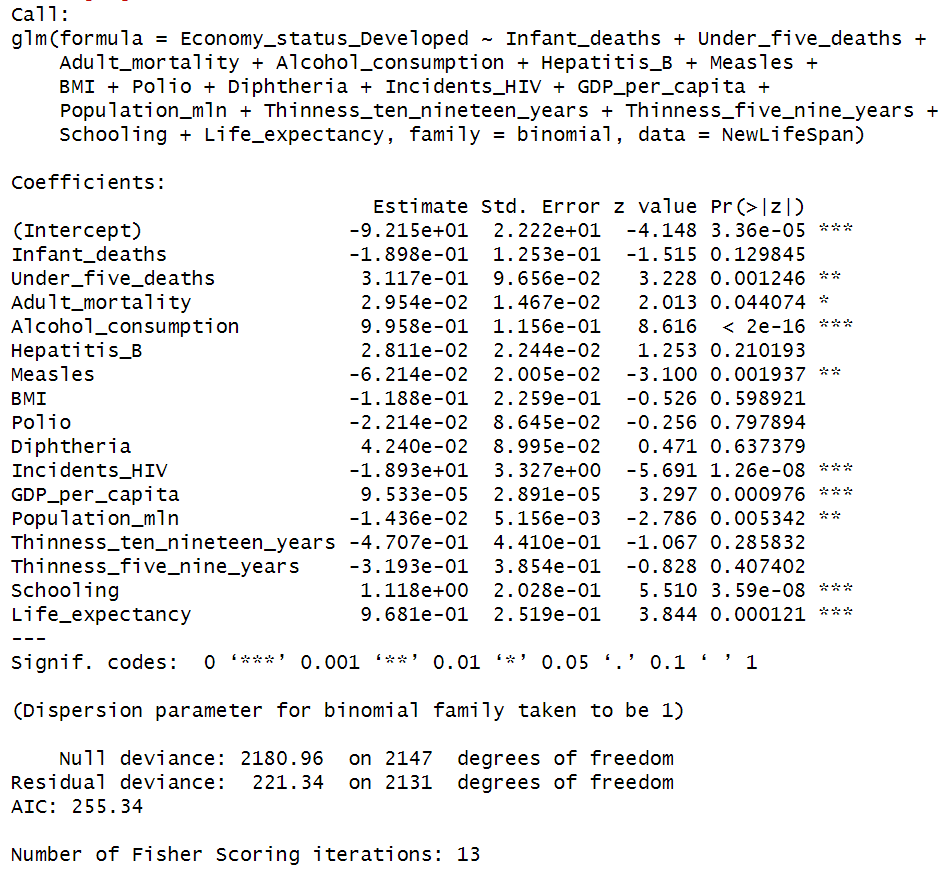 Call:
glm(formula = Economy_status_Developed ~ Infant_deaths + Under_five_deaths +
    Adult_mortality + Alcohol_consumption + Hepatitis_B + Measles +
    BMI + Polio + Diphtheria + Incidents_HIV + GDP_per_capita +
    Population_mln + Thinness_ten_nineteen_years + Thinness_five_nine_years +
    Schooling + Life_expectancy, family = binomial, data = NewLifeSpan)

Coefficients:
                              Estimate Std. Error z value Pr(>|z|)
(Intercept)                 -9.215e+01  2.222e+01  -4.148 3.36e-05 ***
Infant_deaths               -1.898e-01  1.253e-01  -1.515 0.129845
Under_five_deaths            3.117e-01  9.656e-02   3.228 0.001246 **
Adult_mortality              2.954e-02  1.467e-02   2.013 0.044074 *
Alcohol_consumption          9.958e-01  1.156e-01   8.616  < 2e-16 ***
Hepatitis_B                  2.811e-02  2.244e-02   1.253 0.210193
Measles                     -6.214e-02  2.005e-02  -3.100 0.001937 **
BMI                         -1.188e-01  2.259e-01  -0.526 0.598921
Polio                       -2.214e-02  8.645e-02  -0.256 0.797894
Diphtheria                   4.240e-02  8.995e-02   0.471 0.637379
Incidents_HIV               -1.893e+01  3.327e+00  -5.691 1.26e-08 ***
GDP_per_capita               9.533e-05  2.891e-05   3.297 0.000976 ***
Population_mln              -1.436e-02  5.156e-03  -2.786 0.005342 **
Thinness_ten_nineteen_years -4.707e-01  4.410e-01  -1.067 0.285832
Thinness_five_nine_years    -3.193e-01  3.854e-01  -0.828 0.407402
Schooling                    1.118e+00  2.028e-01   5.510 3.59e-08 ***
Life_expectancy              9.681e-01  2.519e-01   3.844 0.000121 ***
---
Signif. codes:  0 ‘***’ 0.001 ‘**’ 0.01 ‘*’ 0.05 ‘.’ 0.1 ‘ ’ 1

(Dispersion parameter for binomial family taken to be 1)

    Null deviance: 2180.96  on 2147  degrees of freedom
Residual deviance:  221.34  on 2131  degrees of freedom
AIC: 255.34

Number of Fisher Scoring iterations: 13